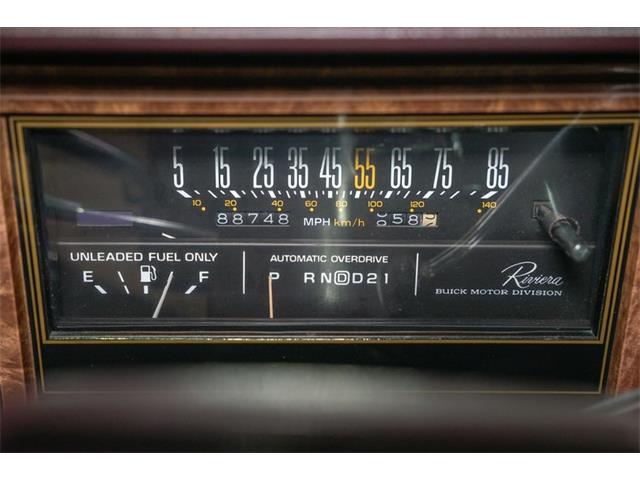 5 15 25 35 45 55 65 75 85
10 20 40 60 80 100 120 140
88748 MPH km/h 058
UNLEADED FUEL ONLY
E F
AUTOMATIC OVERDRIVE
P R N D D 2 1
Riviera
BUICK MOTOR DIVISION